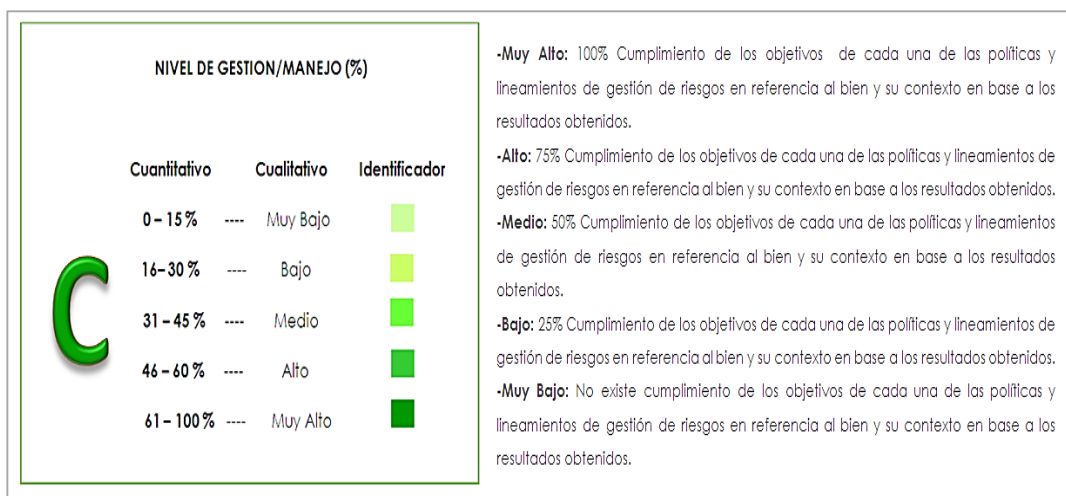 NIVEL DE GESTION/MANEJO (%)
Cuantitativo Cualitativo Identificador
0 – 15 % ---- Muy Bajo
16– 30 % ---- Bajo
31 – 45 % ---- Medio
46 – 60 % ---- Alto
61 – 100 % ---- Muy Alto
C
-Muy Alto: 100% Cumplimiento de los objetivos de cada una de las políticas y
lineamientos de gestión de riesgos en referencia al bien y su contexto en base a los
resultados obtenidos.
-Alto: 75% Cumplimiento de los objetivos de cada una de las políticas y lineamientos de
gestión de riesgos en referencia al bien y su contexto en base a los resultados obtenidos.
-Medio: 50% Cumplimiento de los objetivos de cada una de las políticas y lineamientos
de gestión de riesgos en referencia al bien y su contexto en base a los resultados
obtenidos.
-Bajo: 25% Cumplimiento de los objetivos de cada una de las políticas y lineamientos de
gestión de riesgos en referencia al bien y su contexto en base a los resultados obtenidos.
-Muy Bajo: No existe cumplimiento de los objetivos de cada una de las políticas y
lineamientos de gestión de riesgos en referencia al bien y su contexto en base a los
resultados obtenidos.